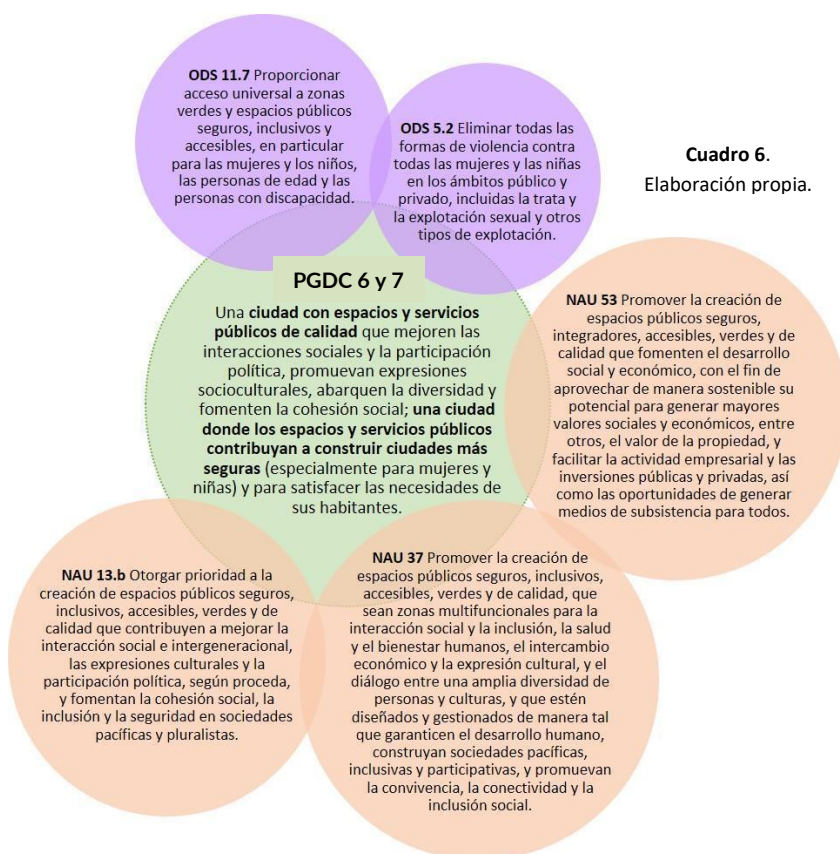 ODS 11.7 Proporcionar
acceso universal a zonas
verdes y espacios públicos
seguros, inclusivos y
accesibles, en particular
para las mujeres y los niños,
las personas de edad y las
personas con discapacidad.
ODS 5.2 Eliminar todas las
formas de violencia contra
todas las mujeres y las niñas
en los ámbitos público y
privado, incluidas la trata y
la explotación sexual y otros
tipos de explotación.
Cuadro 6.
Elaboración propia.
PGDC 6 y 7
Una ciudad con espacios y servicios
públicos de calidad que mejoren las
interacciones sociales y la participación
política, promuevan expresiones
socioculturales, abarquen la diversidad y
fomenten la cohesión social; una ciudad
donde los espacios y servicios públicos
contribuyan a construir ciudades más
seguras (especialmente para mujeres y
niñas) y para satisfacer las necesidades de
sus habitantes.
NAU 53 Promover la creación de
espacios públicos seguros,
integradores, accesibles, verdes y de
calidad que fomenten el desarrollo
social y económico, con el fin de
aprovechar de manera sostenible su
potencial para generar mayores
valores sociales y económicos, entre
otros, el valor de la propiedad, y
facilitar la actividad empresarial y las
inversiones públicas y privadas, así
como las oportunidades de generar
medios de subsistencia para todos.
NAU 13.b Otorgar prioridad a la
creación de espacios públicos seguros,
inclusivos, accesibles, verdes y de
calidad que contribuyen a mejorar la
interacción social e intergeneracional,
las expresiones culturales y la
participación política, según proceda,
y fomentan la cohesión social, la
inclusión y la seguridad en sociedades
pacíficas y pluralistas.
NAU 37 Promover la creación de
espacios públicos seguros, inclusivos,
accesibles, verdes y de calidad, que
sean zonas multifuncionales para la
interacción social y la inclusión, la salud
y el bienestar humanos, el intercambio
económico y la expresión cultural, y el
diálogo entre una amplia diversidad de
personas y culturas, y que estén
diseñados y gestionados de manera tal
que garanticen el desarrollo humano,
construyan sociedades pacíficas,
inclusivas y participativas, y promuevan
la convivencia, la conectividad y la
inclusión social.